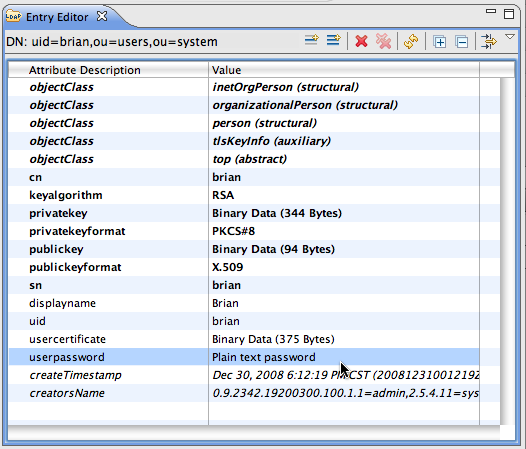 LDAP Entry Editor
DN: uid=brian,ou=users,ou=system
Attribute Description Value
objectClass inetOrgPerson (structural)
objectClass organizationalPerson (structural)
objectClass person (structural)
objectClass tlsKeyInfo (auxiliary)
objectClass top (abstract)
cn brian
keyalgorithm RSA
privatekey Binary Data (344 Bytes)
privatekeyformat PKCS#8
publickey Binary Data (94 Bytes)
publickeyformat X.509
sn brian
displayname Brian
uid brian
usercertificate Binary Data (375 Bytes)
userpassword Plain text password
createTimestamp Dec 30, 2008 6:12:19 PM CST (200812310012192
creatorsName 0.9.2342.19200300.100.1.1=admin,2.5.4.11=sys